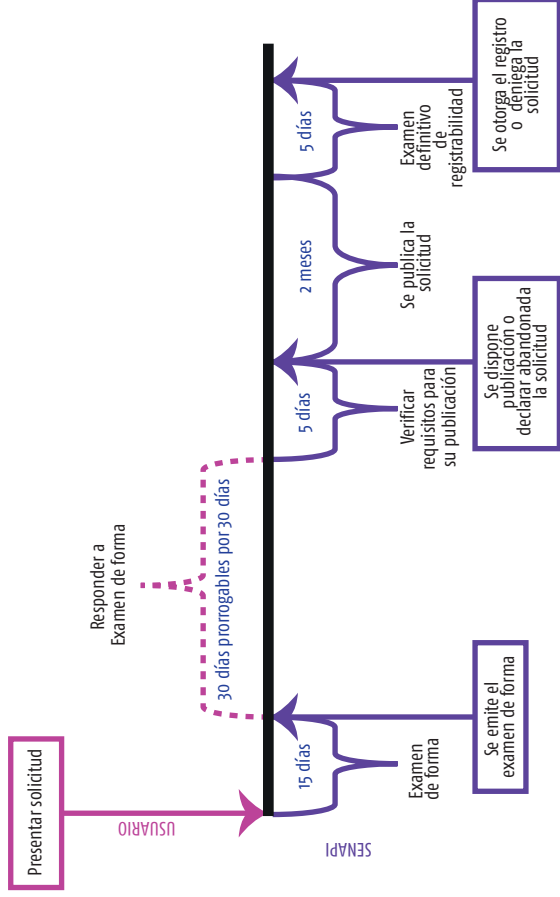 Presentar solicitud
USUARIO
SENAPI
15 días
Examen
de forma
Se emite el
examen de forma
Responder a
Examen de forma
30 días prorrogables por 30 días
5 días
Verificar
requisitos para
su publicación
Se dispone
publicación o
declarar abandonada
la solicitud
2 meses
Se publica la
solicitud
5 días
Examen
definitivo
de
registrabilidad
Se otorga el registro
o deniega la
solicitud